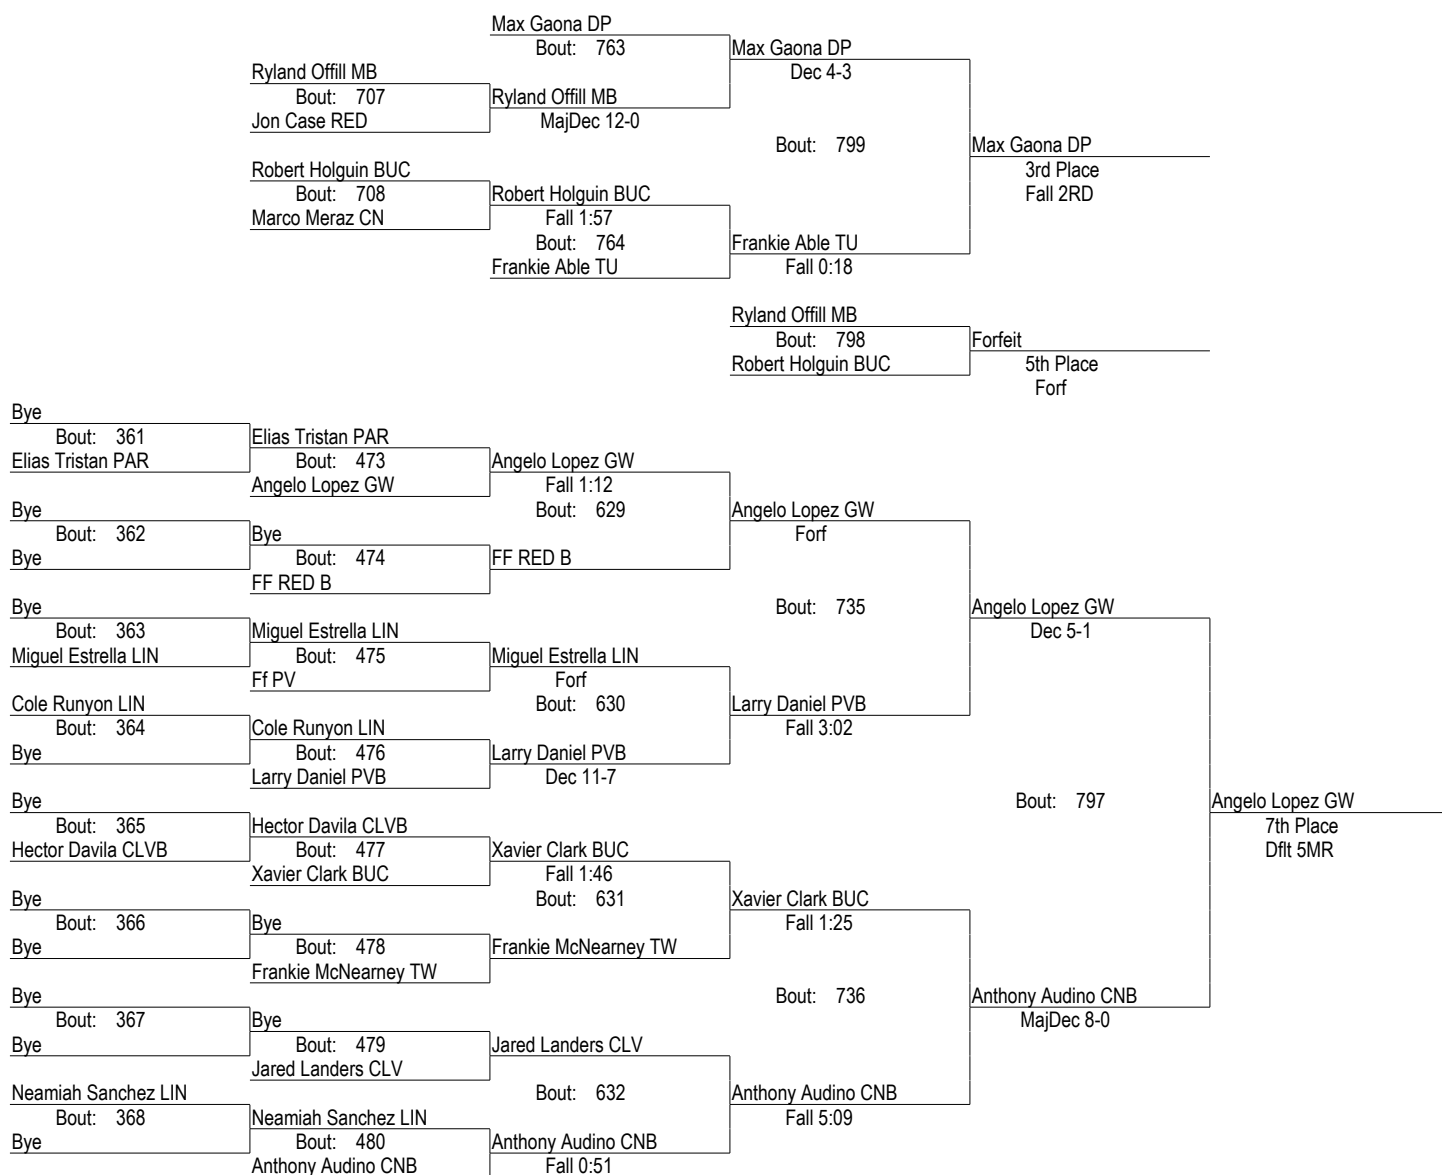 Max Gaona DP
Bout: 763
Max Gaona DP
Ryland Offill MB
Dec 4-3
Bout: 707
Ryland Offill MB
Jon Case RED
MajDec 12-0
Bout: 799
Max Gaona DP
Robert Holguin BUC
3rd Place
Bout: 708
Robert Holguin BUC
Fall 2RD
Marco Meraz CN
Fall 1:57
Bout: 764
Frankie Able TU
Frankie Able TU
Fall 0:18
Ryland Offill MB
Bout: 798
Forfeit
Robert Holguin BUC
5th Place
Forf
Bye
Bout: 361
Elias Tristan PAR
Elias Tristan PAR
Bout: 473
Angelo Lopez GW
Angelo Lopez GW
Fall 1:12
Bye
Bout: 629
Angelo Lopez GW
Bout: 362
Bye
Forf
Bye
Bout: 474
FF RED B
FF RED B
Bye
Bout: 735
Angelo Lopez GW
Bout: 363
Miguel Estrella LIN
Dec 5-1
Miguel Estrella LIN
Bout: 475
Miguel Estrella LIN
Ff PV
Forf
Cole Runyon LIN
Bout: 630
Larry Daniel PVB
Bout: 364
Cole Runyon LIN
Fall 3:02
Bye
Bout: 476
Larry Daniel PVB
Larry Daniel PVB
Dec 11-7
Bye
Bout: 797
Angelo Lopez GW
Bout: 365
Hector Davila CLVB
7th Place
Hector Davila CLVB
Bout: 477
Xavier Clark BUC
Dflt 5MR
Xavier Clark BUC
Fall 1:46
Bye
Bout: 631
Xavier Clark BUC
Bout: 366
Bye
Fall 1:25
Bye
Bout: 478
Frankie McNearney TW
Frankie McNearney TW
Bye
Bout: 736
Anthony Audino CNB
Bout: 367
Bye
MajDec 8-0
Bye
Bout: 479
Jared Landers CLV
Jared Landers CLV
Neamiah Sanchez LIN
Bout: 632
Anthony Audino CNB
Bout: 368
Neamiah Sanchez LIN
Fall 5:09
Bye
Bout: 480
Anthony Audino CNB
Anthony Audino CNB
Fall 0:51